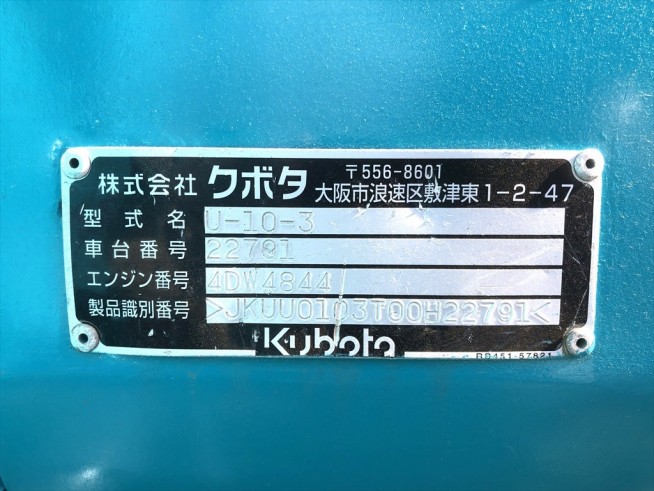 株式会社 クボタ 〒556-8601
大阪市浪速区敷津東1-2-47
型式名 U-10-3
車台番号 22791
エンジン番号 4DW4844
製品識別番号 >JKUU0103T00H22791<
Kubota
RB451-57821